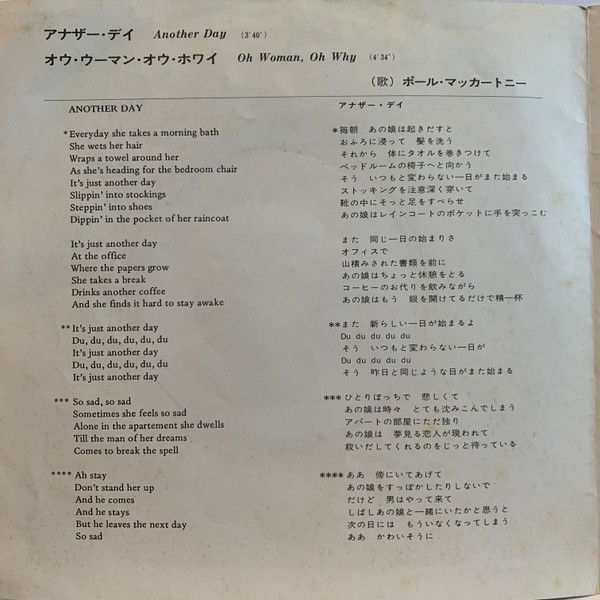 アナザー・デイ Another Day (3'40")
オウ・ウーマン・オウ・ホワイ Oh Woman, Oh Why (4'34")
(歌) ポール・マッカートニー
ANOTHER DAY
*Everyday she takes a morning bath
She wets her hair
Wraps a towel around her
As she's heading for the bedroom chair
It's just another day
Slippin' into stockings
Steppin' into shoes
Dippin' in the pocket of her raincoat
It's just another day
At the office
Where the papers grow
She takes a break
Drinks another coffee
And she finds it hard to stay awake
**It's just another day
Du, du, du, du, du, du
It's just another day
Du, du, du, du, du, du
It's just another day
*** So sad, so sad
Sometimes she feels so sad
Alone in the apartement she dwells
Till the man of her dreams
Comes to break the spell
**** Ah stay
Don't stand her up
And he comes
And he stays
But he leaves the next day
So sad
アナザー・デイ
*毎朝 あの娘は起きだすと
おふろに浸って 髪を洗う
それから 体にタオルを巻きつけて
ベッドルームの椅子へと向かう
そう いつもと変わらない一日がまた始まる
ストッキングを注意深く穿いて
靴の中にそっと足をすべらせ
あの娘はレインコートのポケットに手を突っこむ
また 同じ一日の始まりさ
オフィスで
山積みされた書類を前に
あの娘はちょっと休憩をとる
コーヒーのお代りを飲みながら
あの娘はもう 眼を開けてるだけで精一杯
**また 新らしい一日が始まるよ
Du du du du du
そう いつもと変わらない一日が
Du du du du du
そう 昨日と同じような日がまた始まる
***ひとりぼっちで 悲しくて
あの娘は時々 とても沈みこんでしまう
アパートの部屋にただ独り
あの娘は 夢見る恋人が現われて
救いだしてくれるのをじっと待っている
****ああ 傍にいてあげて
あの娘をすっぽかしたりしないで
だけど 男はやって来て
しばしあの娘と一緒にいたかと思うと
次の日には もういなくなってしまう
ああ かわいそうに